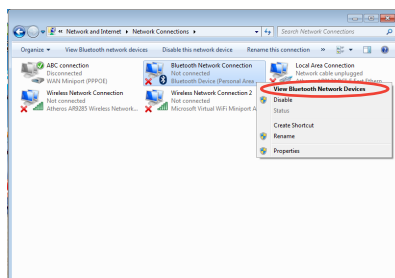 « Network and Internet ▸ Network Connections ▸
Search Network Connections
Organize
View Bluetooth network devices
Disable this network device
Rename this connection
»
ABC connection
Disconnected
WAN Miniport (PPPOE)
Bluetooth Network Connection
Not connected
Bluetooth Device (Personal Area ...
Local Area Connection
Network cable unplugged
Wireless Network Connection
Not connected
Atheros AR9285 Wireless Network...
Wireless Network Connection 2
Not connected
Microsoft Virtual WiFi Miniport A
View Bluetooth Network Devices
Disable
Status
Create Shortcut
Rename
Properties